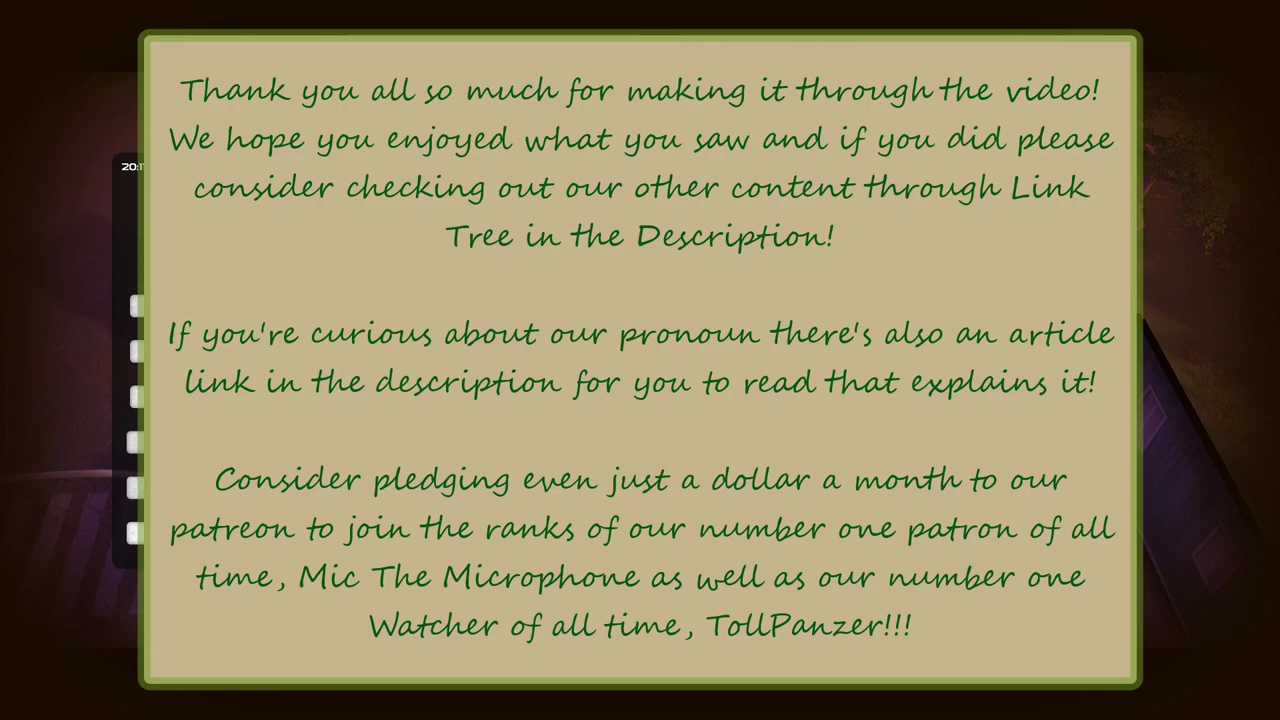 Thank you all so much for making it through the video!
We hope you enjoyed what you saw and if you did please
consider checking out our other content through Link
Tree in the Description!
If you're curious about our pronoun there's also an article
link in the description for you to read that explains it!
Consider pledging even just a dollar a month to our
patreon to join the ranks of our number one patron of all
time, Mic The Microphone as well as our number one
Watcher of all time, TollPanzer!!!